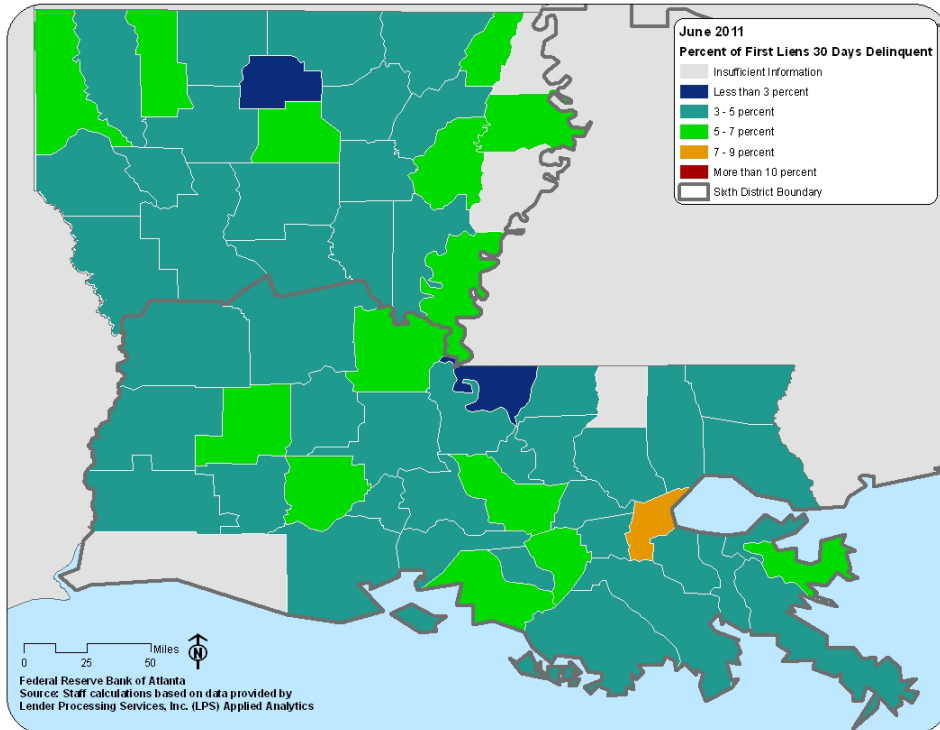 June 2011
Percent of First Liens 30 Days Delinquent
Insufficient Information
Less than 3 percent
3 - 5 percent
5 - 7 percent
7 - 9 percent
More than 10 percent
Sixth District Boundary
Miles
0 25 50
N
Federal Reserve Bank of Atlanta
Source: Staff calculations based on data provided by
Lender Processing Services, Inc. (LPS) Applied Analytics